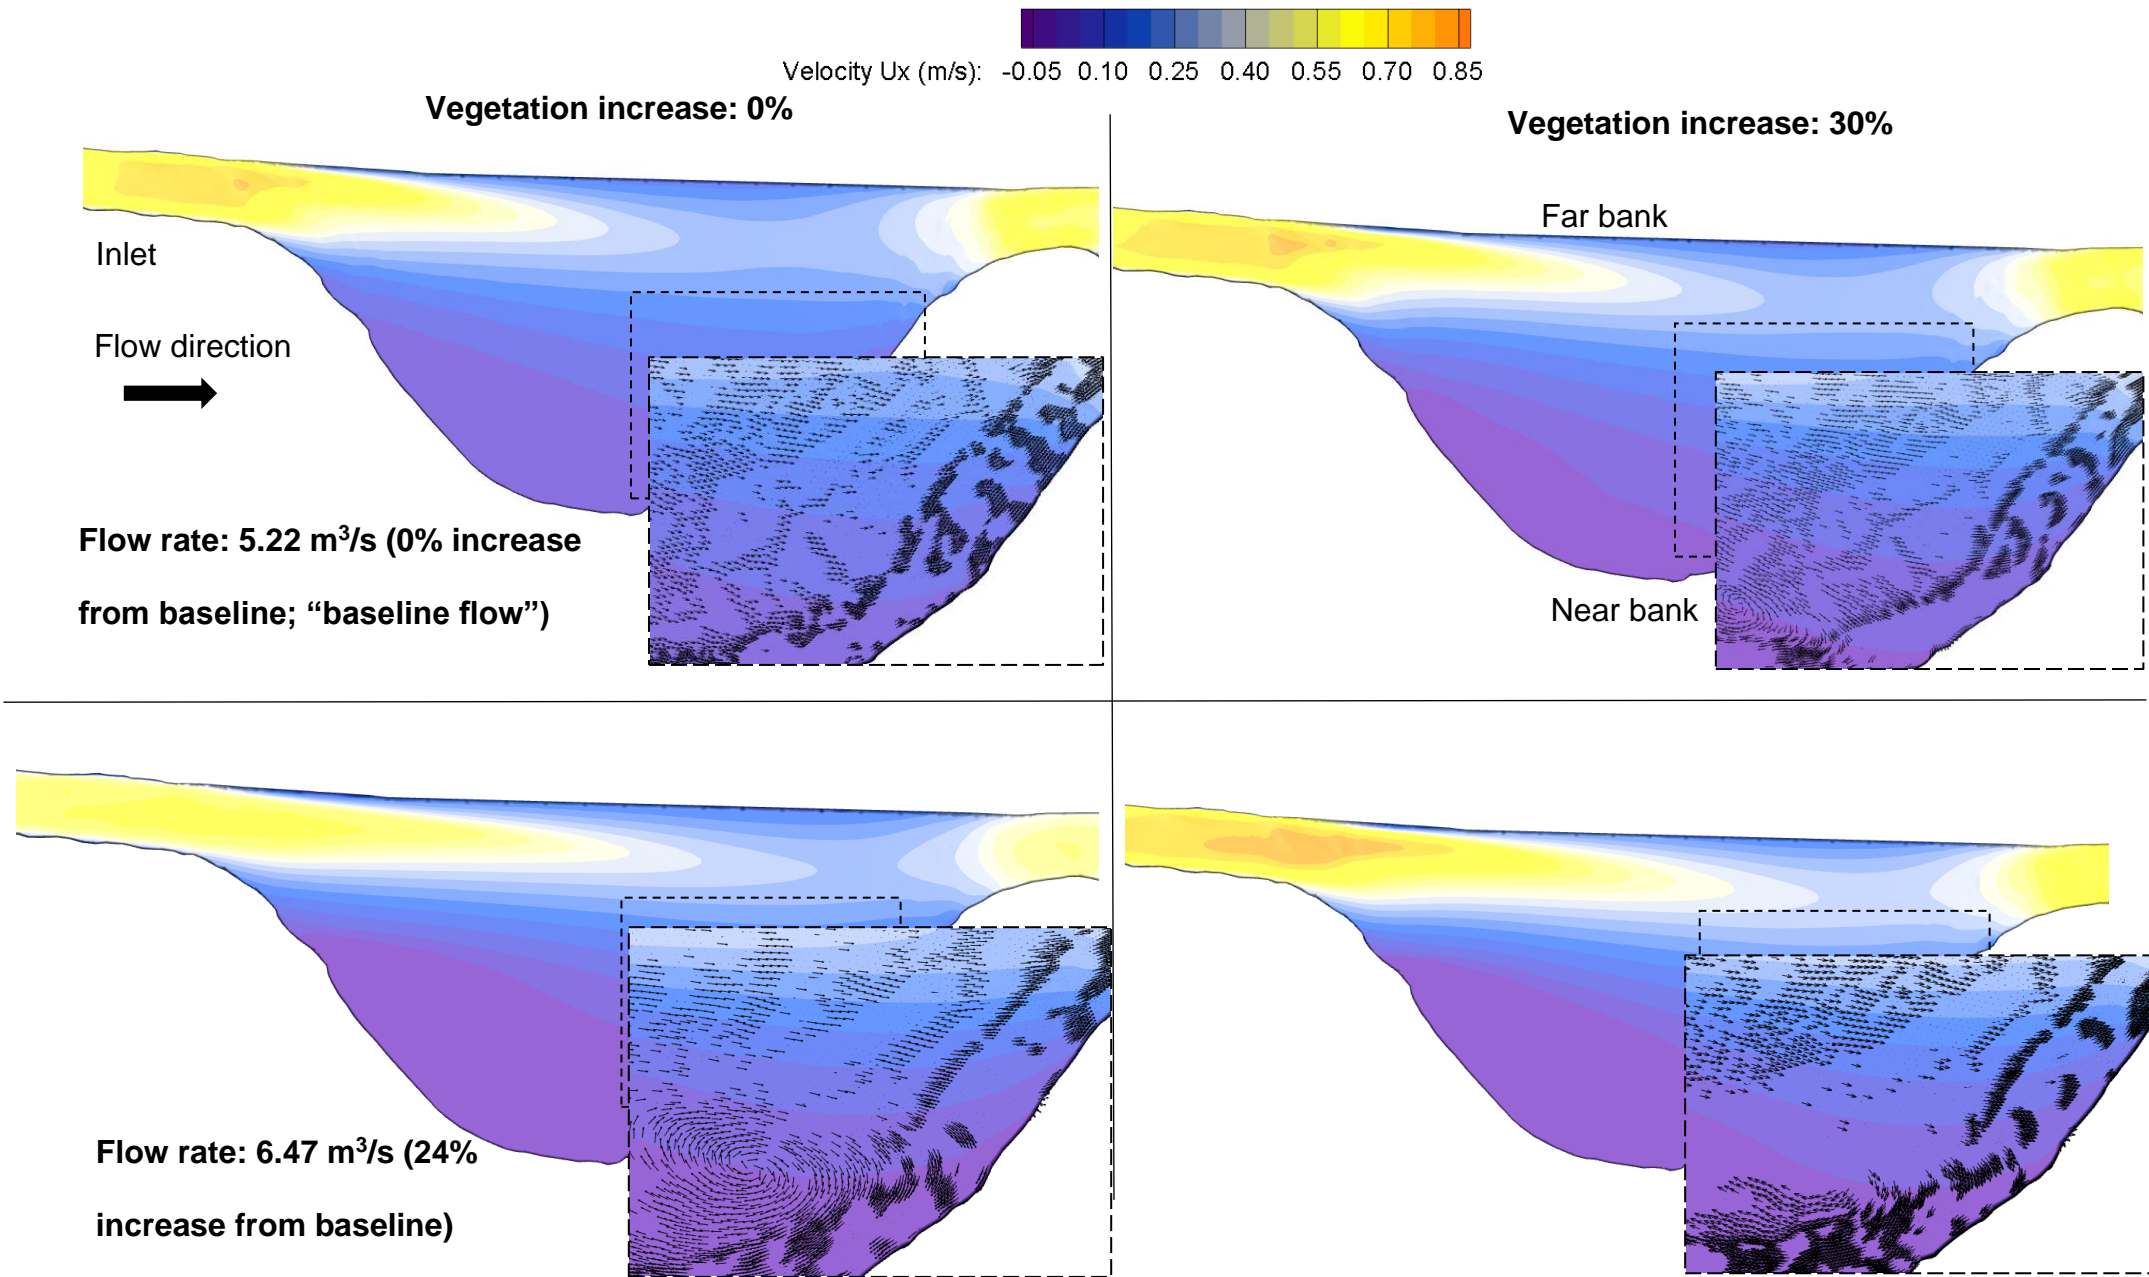 Velocity Ux (m/s): -0.05 0.10 0.25 0.40 0.55 0.70 0.85
Vegetation increase: 0%
Vegetation increase: 30%
Inlet
Far bank
Flow direction
Flow rate: 5.22 m³/s (0% increase
from baseline; “baseline flow”)
Near bank
Flow rate: 6.47 m³/s (24%
increase from baseline)